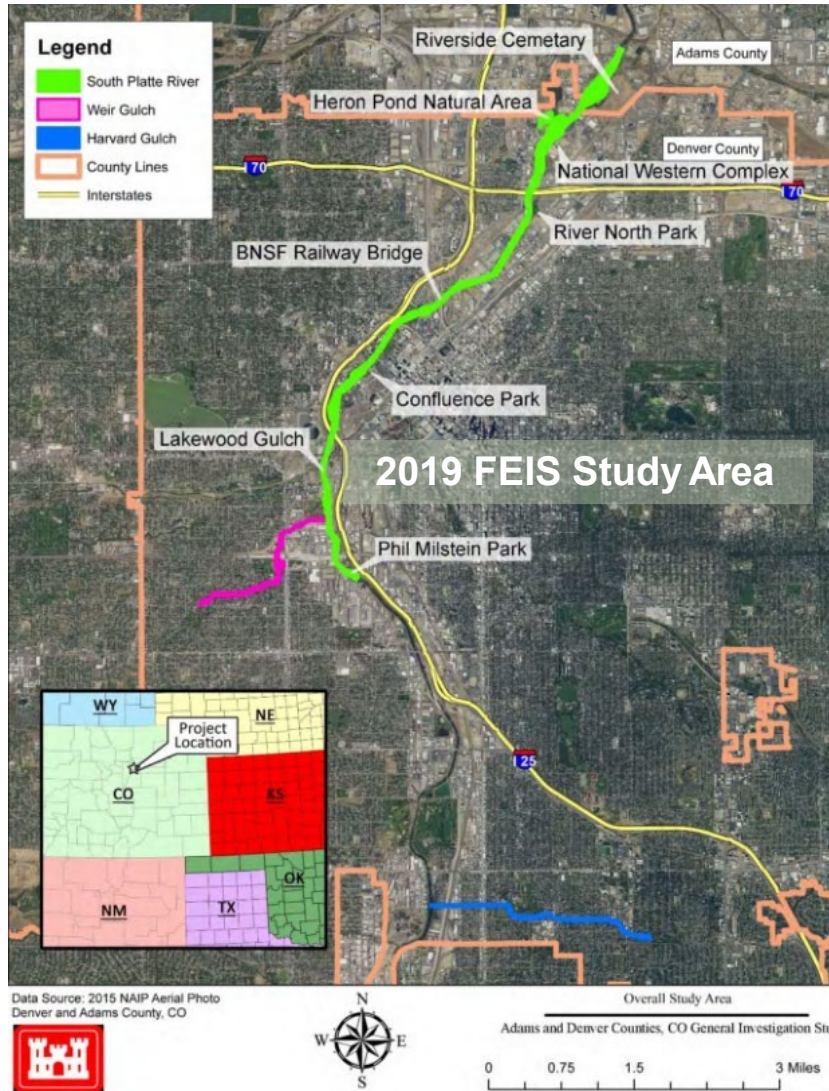 Legend
South Platte River
Weir Gulch
Harvard Gulch
County Lines
Interstates
Riverside Cemetary
Adams County
Heron Pond Natural Area
Denver County
National Western Complex
70
70
River North Park
BNSF Railway Bridge
Confluence Park
Lakewood Gulch
2019 FEIS Study Area
Phil Milstein Park
WY
NE
Project
Location
CO
KS
NM
TX
OK
25
Data Source: 2015 NAIP Aerial Photo
Denver and Adams County, CO
N
W
E
S
Overall Study Area
Adams and Denver Counties, CO General Investigation Stu
0 0.75 1.5 3 Miles